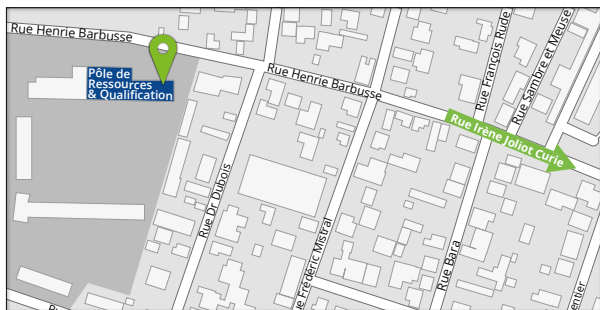 Rue Henrie Barbusse
Pôle de
Ressources
& Qualification
Rue Henrie Barbusse
Rue François Rude
Rue Sambre et Meuse
Rue Irène Joliot Curie
Rue Dr Dubois
Rue Frédéric Mistral
Rue Bara